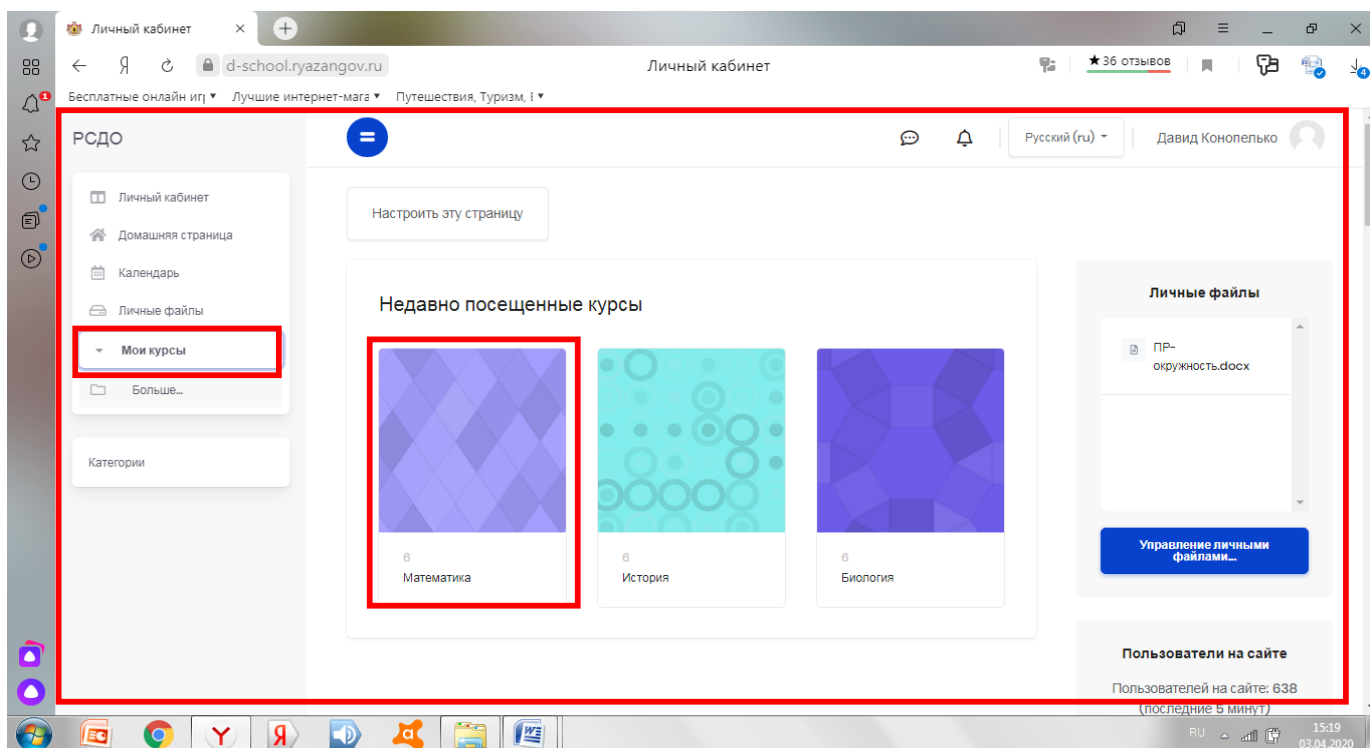 Личный кабинет
d-school.ryazangov.ru
Личный кабинет
★36 отзывов
4
1
Бесплатные онлайн игр
Лучшие интернет-мага
Путешествия, Туризм,
РСДО
Русский (ru)
Давид Конопелько
Личный кабинет
Домашняя страница
Календарь
Личные файлы
Мои курсы
Больше...
Категории
Настроить эту страницу
Недавно посещенные курсы
6
Математика
6
История
6
Биология
Личные файлы
ПР-
окружность.docx
Управление личными
файлами...
Пользователи на сайте
Пользователей на сайте: 638
(последние 5 минут)
RU
15:19
03.04.2020